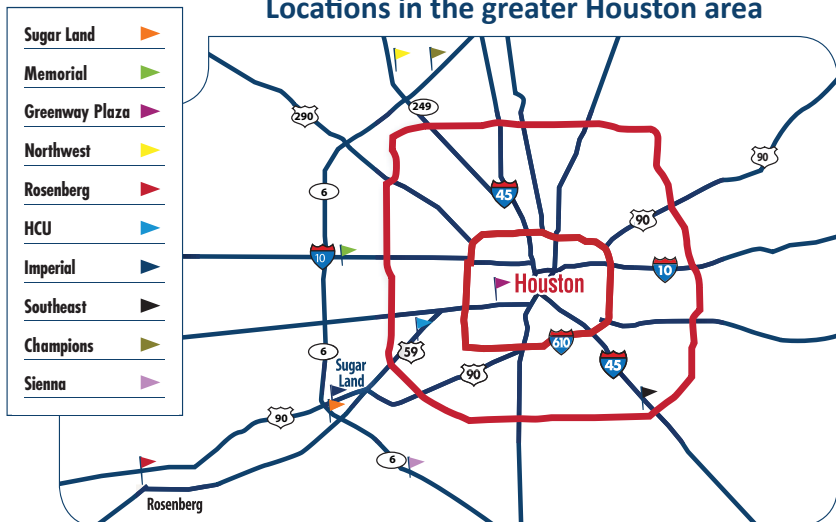 Locations in the greater Houston area
Sugar Land
Memorial
Greenway Plaza
Northwest
Rosenberg
HCU
Imperial
Southeast
Champions
Sienna
290
249
90
6
45
90
10
10
Houston
6
59
610
45
Sugar
Land
90
90
6
Rosenberg